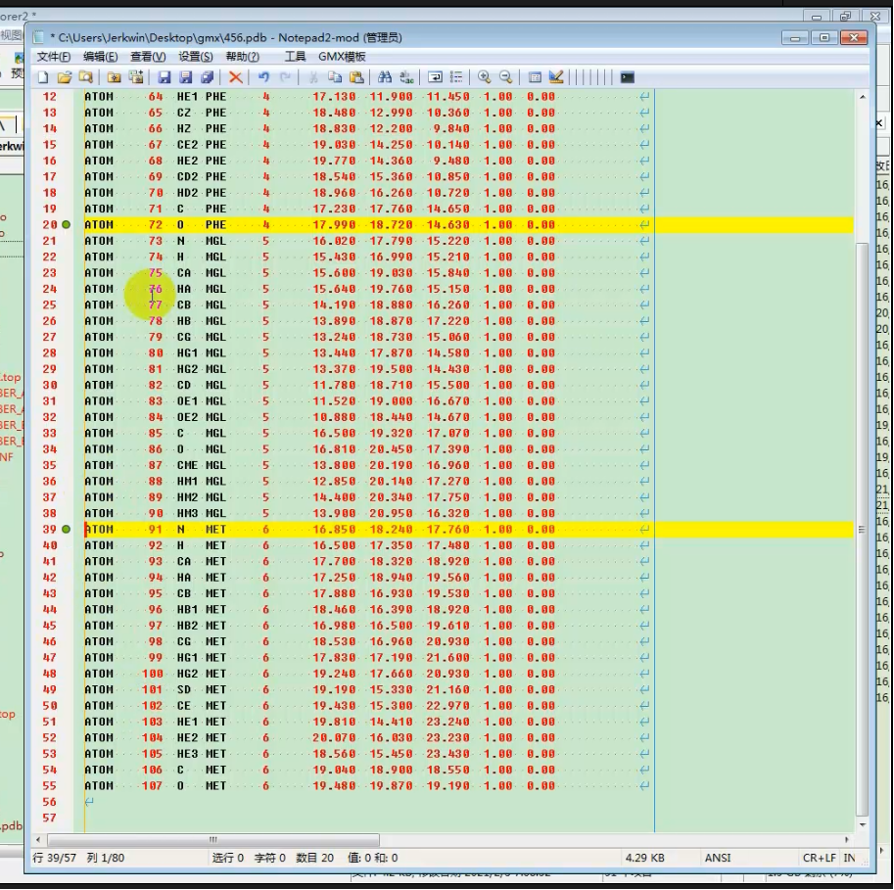 orer2 *
* C:\Users\Jerkwin\Desktop\gmx\456.pdb - Notepad2-mod (管理员)
文件(F) 编辑(E) 查看(V) 设置(S) 帮助(?) 工具 GMX模板
12 ATOM 64 HE1 PHE 4 17.130 11.900 11.450 1.00 0.00
13 ATOM 65 CZ PHE 4 18.480 12.990 10.360 1.00 0.00
14 ATOM 66 HZ PHE 4 18.830 12.200 9.840 1.00 0.00
15 ATOM 67 CE2 PHE 4 19.030 14.250 10.140 1.00 0.00
16 ATOM 68 HE2 PHE 4 19.770 14.360 9.480 1.00 0.00
17 ATOM 69 CD2 PHE 4 18.540 15.360 10.850 1.00 0.00
18 ATOM 70 HD2 PHE 4 18.960 16.260 10.720 1.00 0.00
19 ATOM 71 C PHE 4 17.230 17.760 14.650 1.00 0.00
20 ATOM 72 O PHE 4 17.990 18.720 14.630 1.00 0.00
21 ATOM 73 N MGL 5 16.020 17.790 15.220 1.00 0.00
22 ATOM 74 H MGL 5 15.430 16.990 15.210 1.00 0.00
23 ATOM 75 CA MGL 5 15.600 19.030 15.840 1.00 0.00
24 ATOM 76 HA MGL 5 15.640 19.760 15.150 1.00 0.00
25 ATOM 77 CB MGL 5 14.190 18.880 16.260 1.00 0.00
26 ATOM 78 HB MGL 5 13.890 18.870 17.220 1.00 0.00
27 ATOM 79 CG MGL 5 13.240 18.730 15.060 1.00 0.00
28 ATOM 80 HG1 MGL 5 13.440 17.870 14.580 1.00 0.00
29 ATOM 81 HG2 MGL 5 13.370 19.500 14.430 1.00 0.00
30 ATOM 82 CD MGL 5 11.780 18.710 15.500 1.00 0.00
31 ATOM 83 OE1 MGL 5 11.520 19.000 16.670 1.00 0.00
32 ATOM 84 OE2 MGL 5 10.880 18.440 14.670 1.00 0.00
33 ATOM 85 C MGL 5 16.500 19.320 17.070 1.00 0.00
34 ATOM 86 O MGL 5 16.810 20.450 17.390 1.00 0.00
35 ATOM 87 CME MGL 5 13.800 20.190 16.960 1.00 0.00
36 ATOM 88 HM1 MGL 5 12.850 20.140 17.270 1.00 0.00
37 ATOM 89 HM2 MGL 5 14.400 20.340 17.750 1.00 0.00
38 ATOM 90 HM3 MGL 5 13.900 20.950 16.320 1.00 0.00
39 ATOM 91 N MET 6 16.850 18.240 17.760 1.00 0.00
40 ATOM 92 H MET 6 16.500 17.350 17.480 1.00 0.00
41 ATOM 93 CA MET 6 17.700 18.320 18.920 1.00 0.00
42 ATOM 94 HA MET 6 17.250 18.940 19.560 1.00 0.00
43 ATOM 95 CB MET 6 17.880 16.930 19.530 1.00 0.00
44 ATOM 96 HB1 MET 6 18.460 16.390 18.920 1.00 0.00
45 ATOM 97 HB2 MET 6 16.980 16.500 19.610 1.00 0.00
46 ATOM 98 CG MET 6 18.530 16.960 20.930 1.00 0.00
47 ATOM 99 HG1 MET 6 17.830 17.190 21.600 1.00 0.00
48 ATOM 100 HG2 MET 6 19.240 17.660 20.930 1.00 0.00
49 ATOM 101 SD MET 6 19.190 15.330 21.160 1.00 0.00
50 ATOM 102 CE MET 6 19.430 15.300 22.970 1.00 0.00
51 ATOM 103 HE1 MET 6 19.810 14.410 23.240 1.00 0.00
52 ATOM 104 HE2 MET 6 20.070 16.030 23.230 1.00 0.00
53 ATOM 105 HE3 MET 6 18.560 15.450 23.430 1.00 0.00
54 ATOM 106 C MET 6 19.040 18.900 18.550 1.00 0.00
55 ATOM 107 O MET 6 19.480 19.870 19.190 1.00 0.00
56
57
行 39/57 列 1/80 选行 0 字符 0 数目 20 值: 0 和: 0 4.29 KB ANSI CR+LF IN